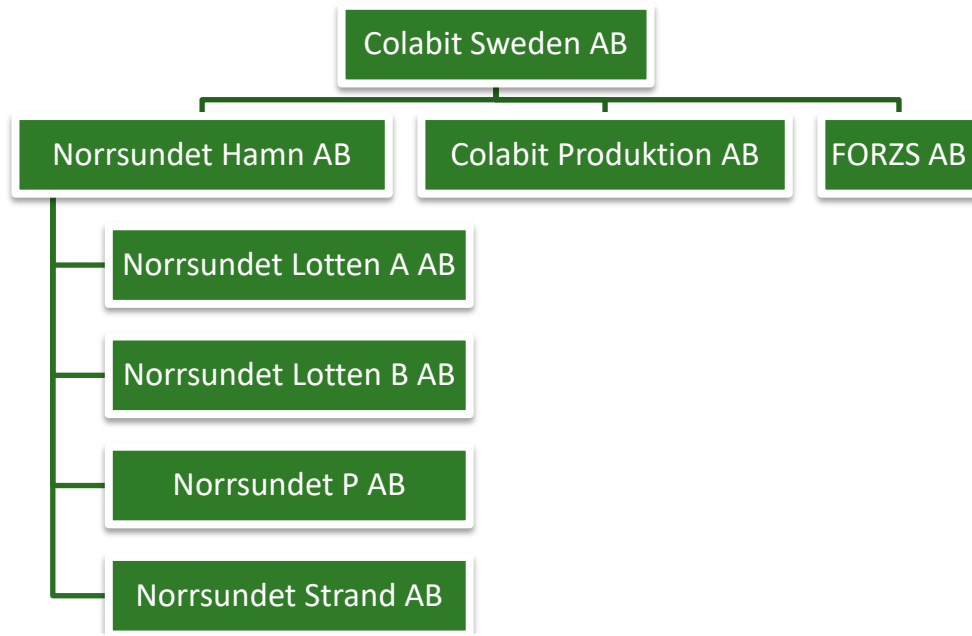 Colabit Sweden AB
Norrsundet Hamn AB
Colabit Produktion AB
FORZS AB
Norrsundet Lotten A AB
Norrsundet Lotten B AB
Norrsundet P AB
Norrsundet Strand AB